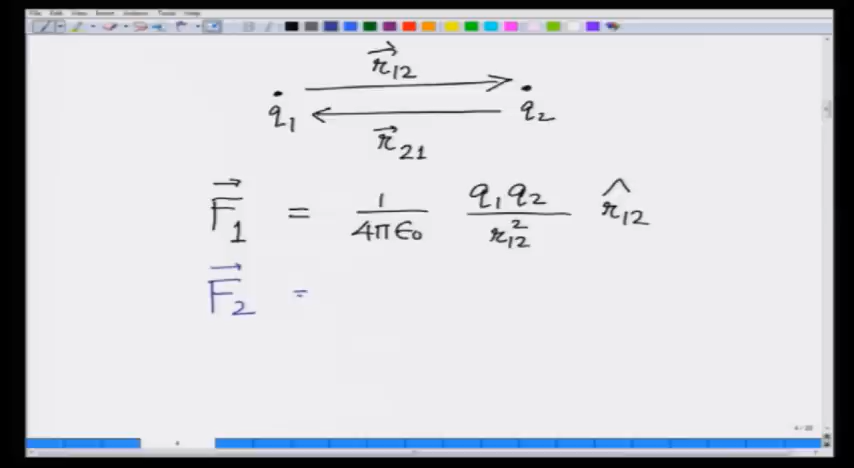 r⃗₁₂
q₁ q₂
r⃗₂₁
F⃗₁ = 1/4πϵ₀ q₁q₂/r₁₂² r̂₁₂
F⃗₂ =